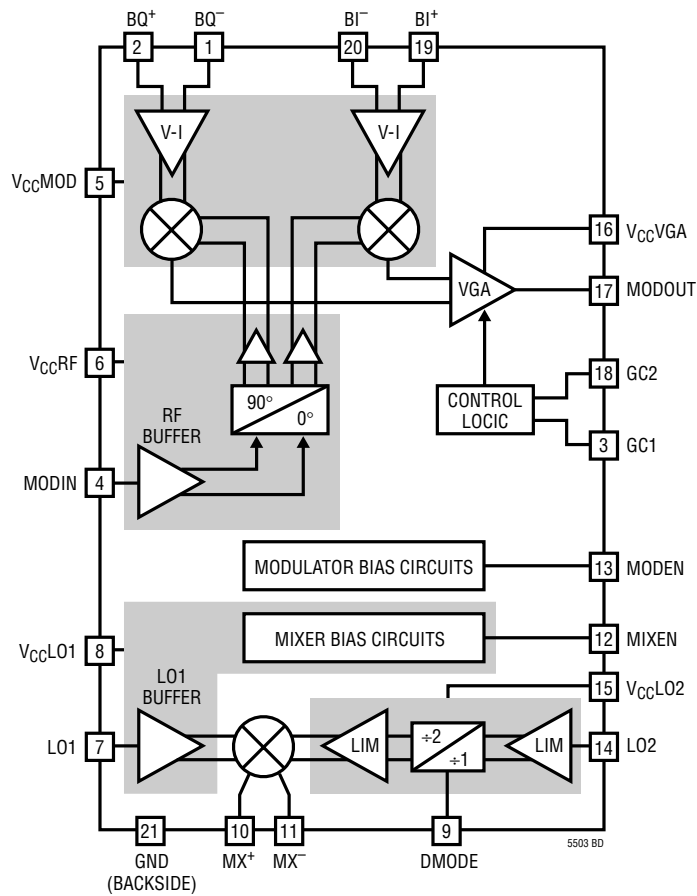 BQ⁺ BQ⁻ BI⁻ BI⁺
2 1 20 19
V-I V-I
VCCMOD 5
16 VCCVGA
VGA 17 MODOUT
VCCRF 6
18 GC2
90°
0°
CONTROL
LOGIC
RF
BUFFER
3 GC1
MODIN 4
MODULATOR BIAS CIRCUITS 13 MODEN
MIXER BIAS CIRCUITS 12 MIXEN
VCCLO1 8
15 VCCLO2
LO1
BUFFER
LO1 7
LIM ÷2 ÷1 LIM 14 LO2
21 10 11 9
GND
(BACKSIDE)
MX⁺ MX⁻ DMODE
5503 BD